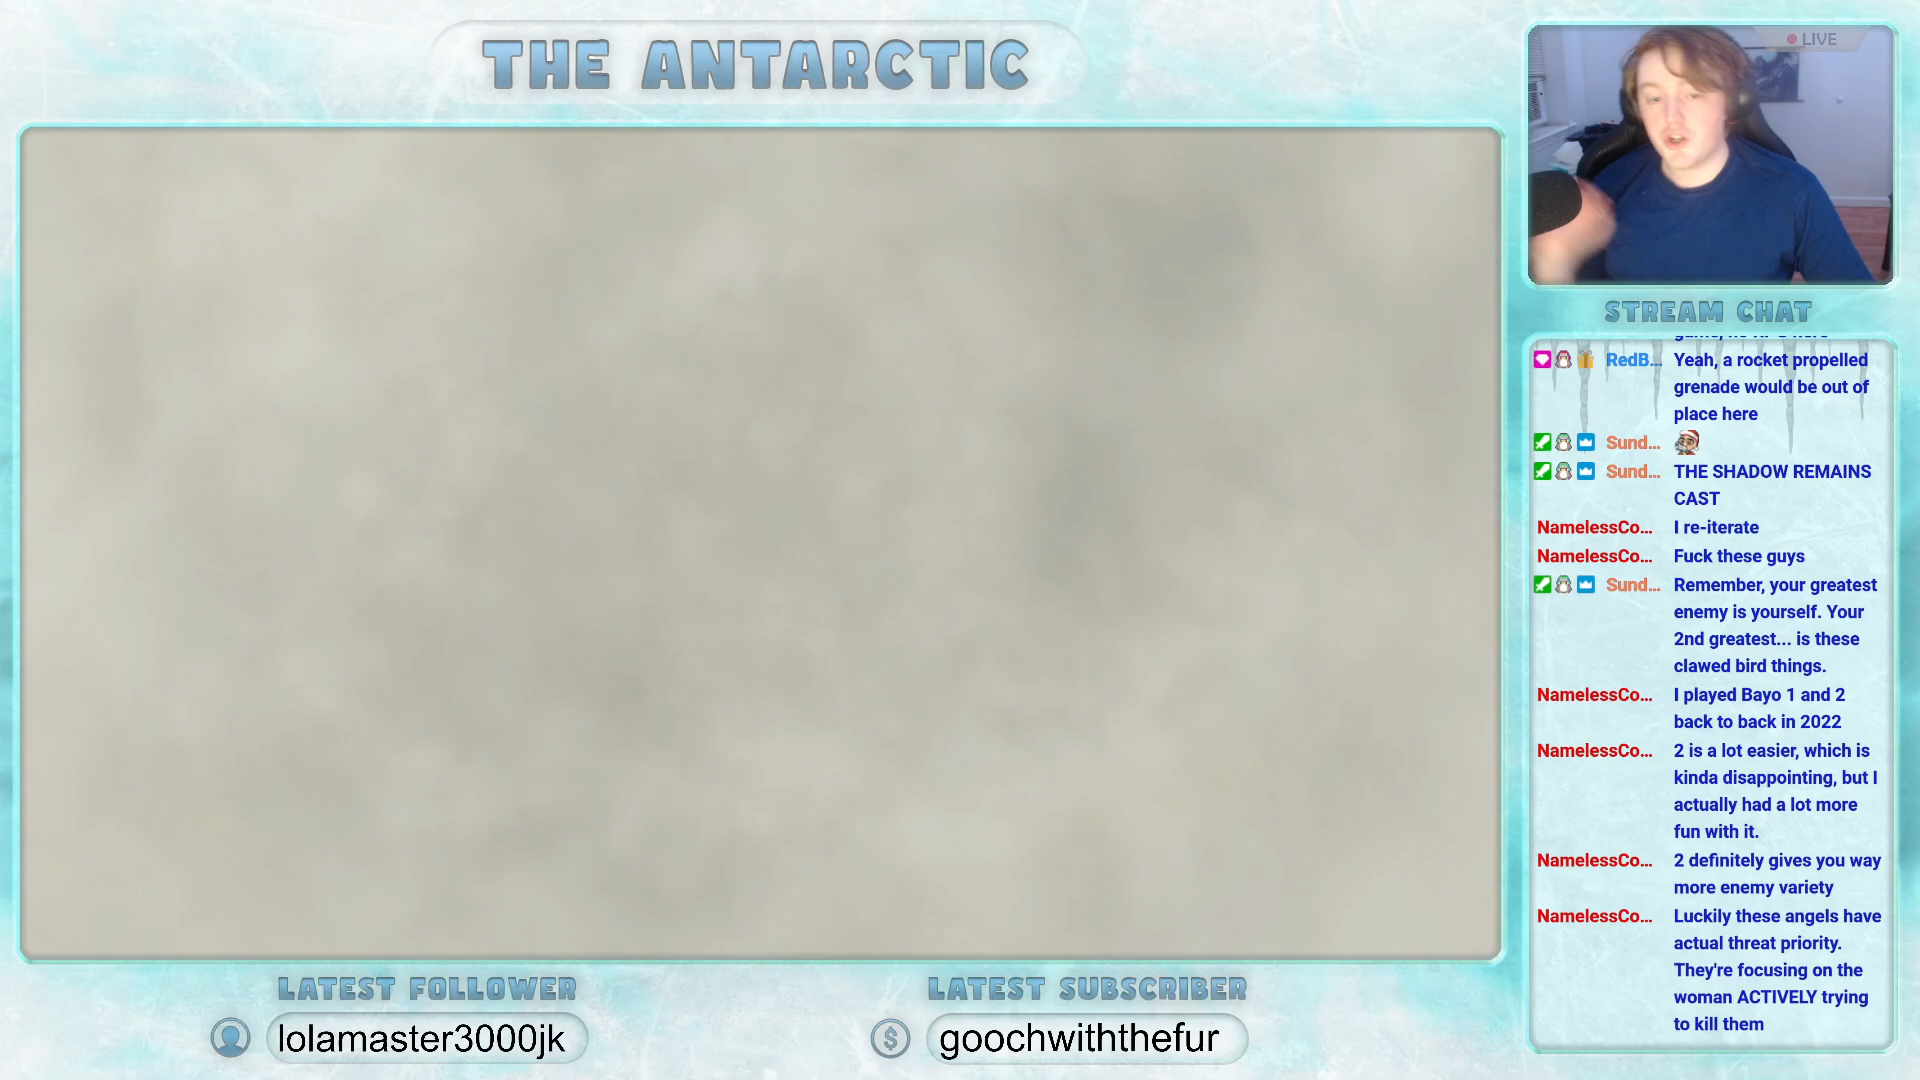 THE ANTARCTIC
LIVE
STREAM CHAT
RedB... Yeah, a rocket propelled
grenade would be out of
place here
Sund...
Sund... THE SHADOW REMAINS
CAST
NamelessCo... I re-iterate
NamelessCo... Fuck these guys
Sund... Remember, your greatest
enemy is yourself. Your
2nd greatest... is these
clawed bird things.
NamelessCo... I played Bayo 1 and 2
back to back in 2022
NamelessCo... 2 is a lot easier, which is
kinda disappointing, but I
actually had a lot more
fun with it.
NamelessCo... 2 definitely gives you way
more enemy variety
NamelessCo... Luckily these angels have
actual threat priority.
They're focusing on the
woman ACTIVELY trying
to kill them
LATEST FOLLOWER
lolamaster3000jk
LATEST SUBSCRIBER
$ goochwiththefur